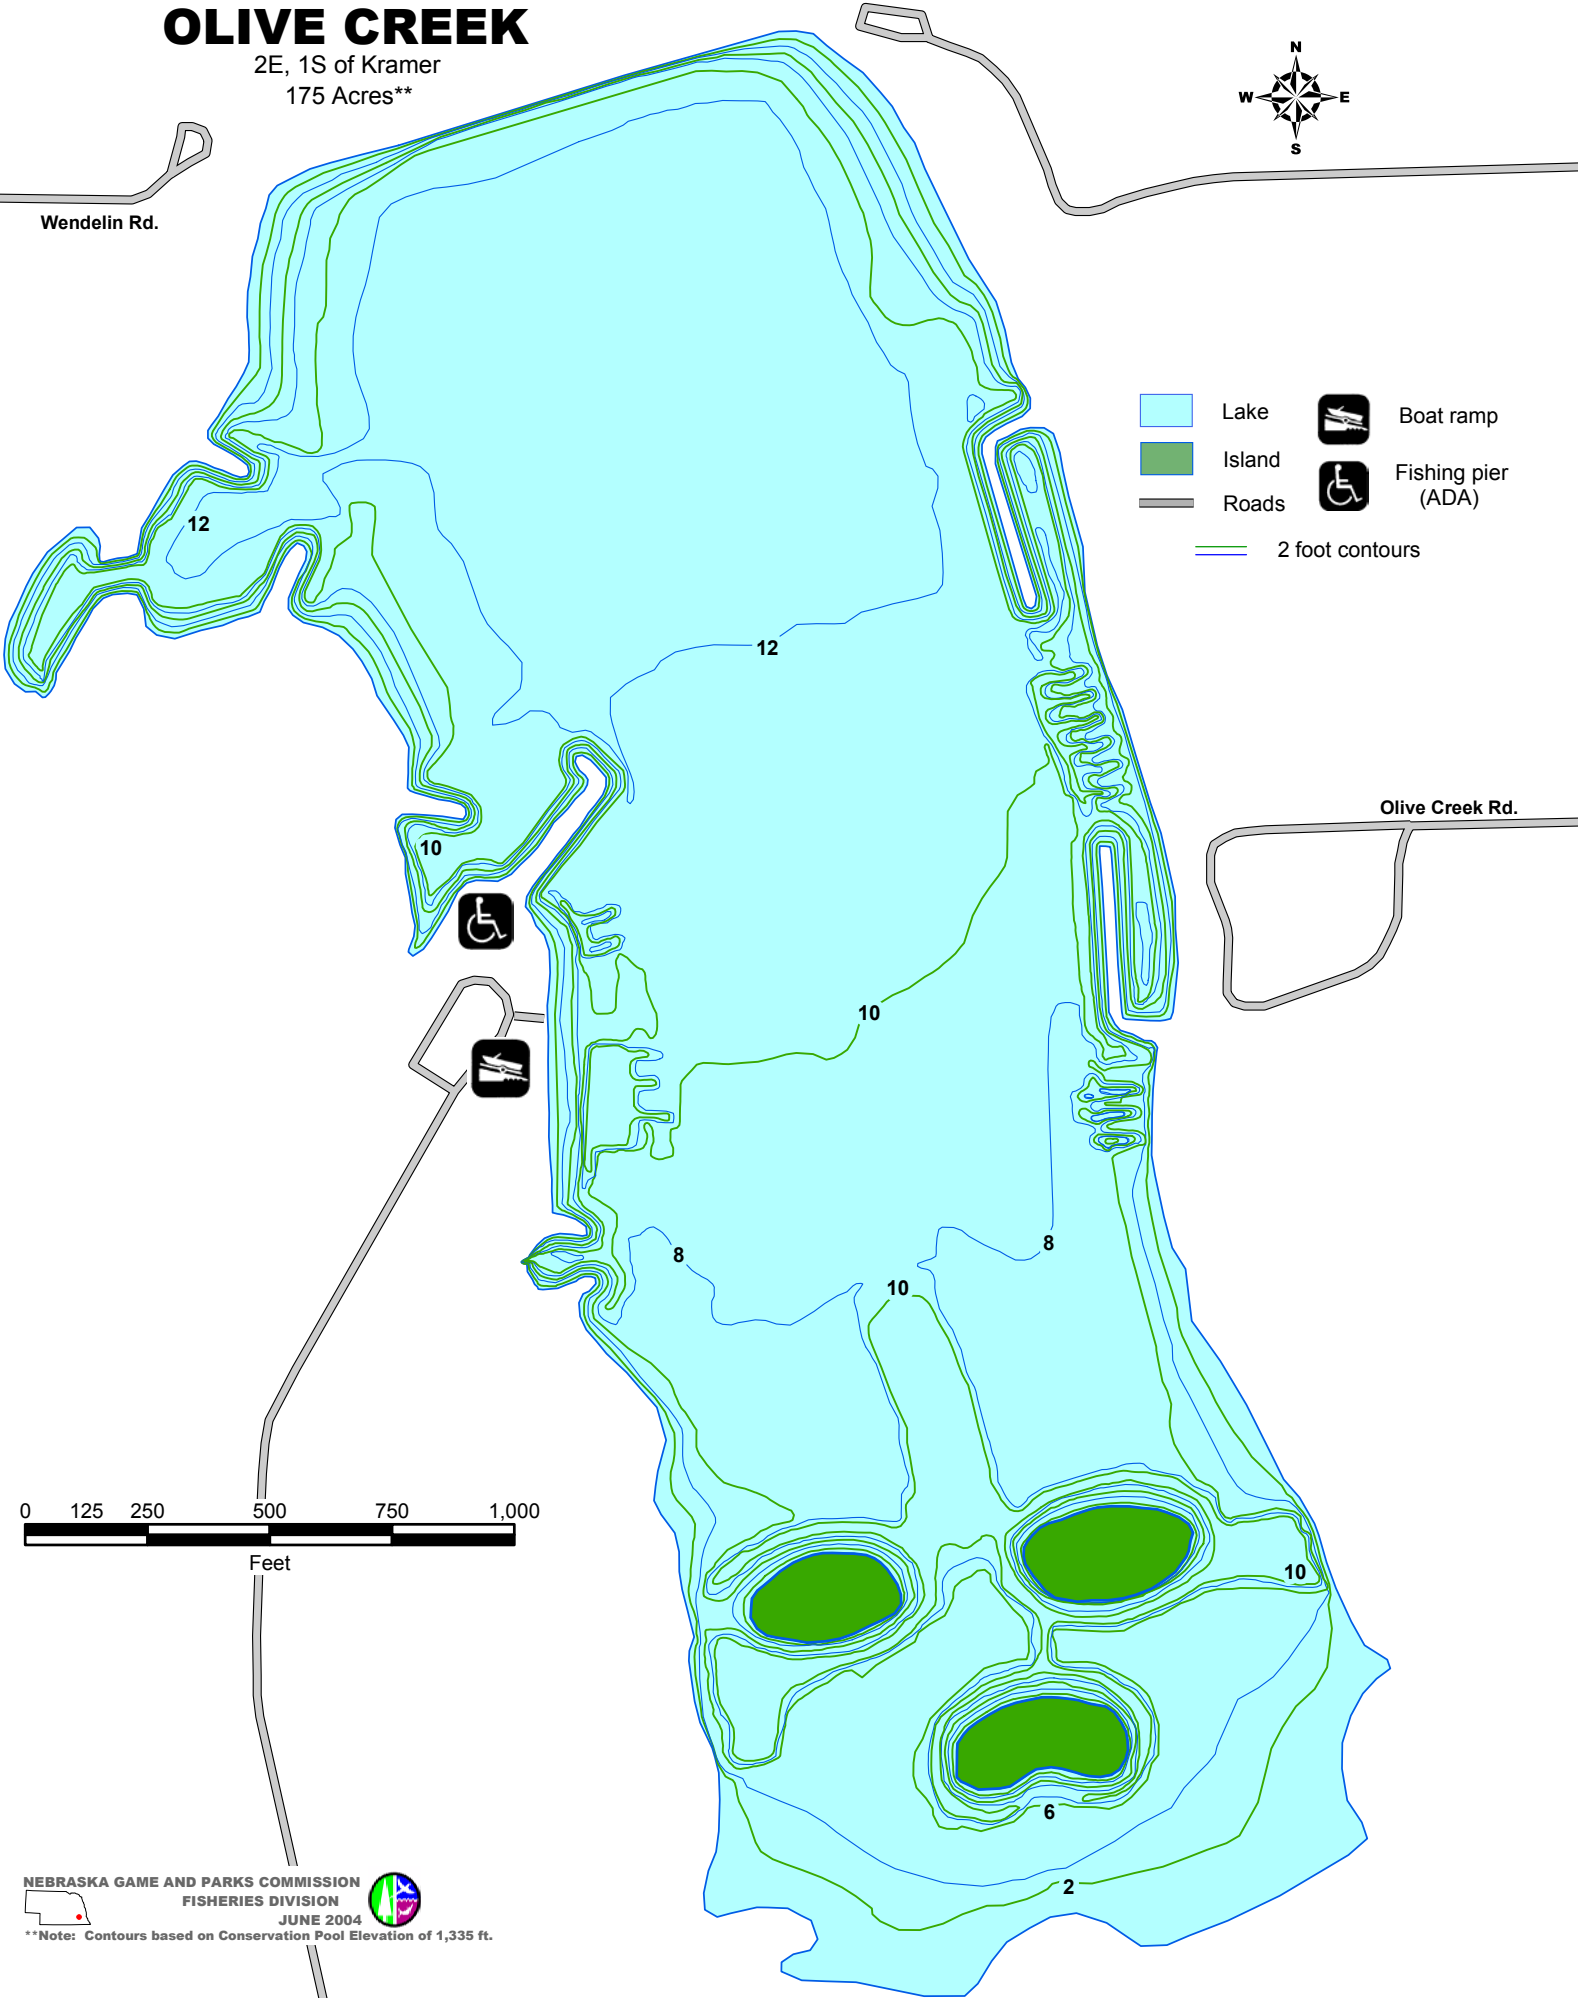 OLIVE CREEK
2E, 1S of Kramer
175 Acres**
N
W E
S
Wendelin Rd.
Lake
Boat ramp
Island
Fishing pier
(ADA)
Roads
2 foot contours
12
12
Olive Creek Rd.
10
10
8
8
10
0 125 250 500 750 1,000
Feet
10
6
2
NEBRASKA GAME AND PARKS COMMISSION
FISHERIES DIVISION
JUNE 2004
**Note: Contours based on Conservation Pool Elevation of 1,335 ft.